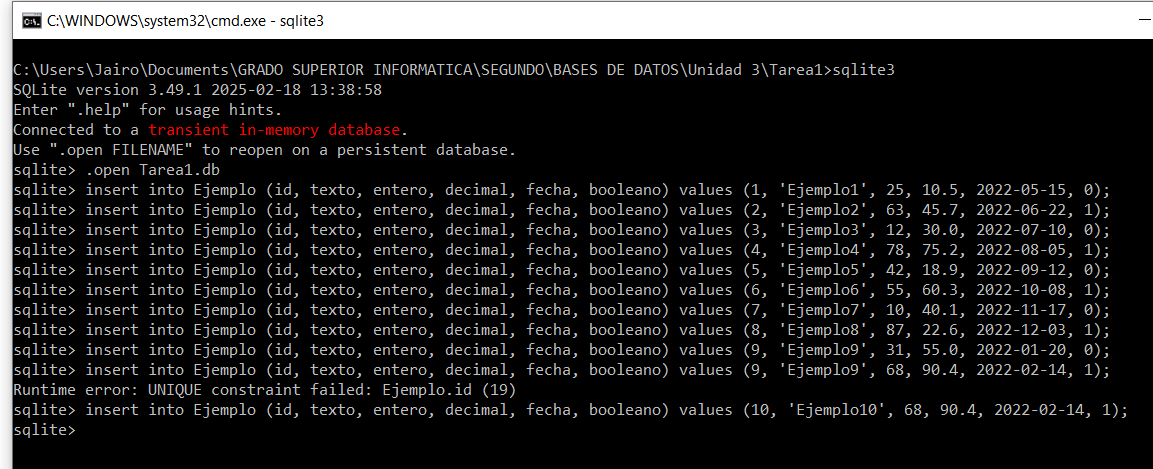 C:\WINDOWS\system32\cmd.exe - sqlite3
C:\Users\Jairo\Documents\GRADO SUPERIOR INFORMATICA\SEGUNDO\BASES DE DATOS\Unidad 3\Tarea1>sqlite3
SQLite version 3.49.1 2025-02-18 13:38:58
Enter ".help" for usage hints.
Connected to a transient in-memory database.
Use ".open FILENAME" to reopen on a persistent database.
sqlite> .open Tarea1.db
sqlite> insert into Ejemplo (id, texto, entero, decimal, fecha, booleano) values (1, 'Ejemplo1', 25, 10.5, 2022-05-15, 0);
sqlite> insert into Ejemplo (id, texto, entero, decimal, fecha, booleano) values (2, 'Ejemplo2', 63, 45.7, 2022-06-22, 1);
sqlite> insert into Ejemplo (id, texto, entero, decimal, fecha, booleano) values (3, 'Ejemplo3', 12, 30.0, 2022-07-10, 0);
sqlite> insert into Ejemplo (id, texto, entero, decimal, fecha, booleano) values (4, 'Ejemplo4', 78, 75.2, 2022-08-05, 1);
sqlite> insert into Ejemplo (id, texto, entero, decimal, fecha, booleano) values (5, 'Ejemplo5', 42, 18.9, 2022-09-12, 0);
sqlite> insert into Ejemplo (id, texto, entero, decimal, fecha, booleano) values (6, 'Ejemplo6', 55, 60.3, 2022-10-08, 1);
sqlite> insert into Ejemplo (id, texto, entero, decimal, fecha, booleano) values (7, 'Ejemplo7', 10, 40.1, 2022-11-17, 0);
sqlite> insert into Ejemplo (id, texto, entero, decimal, fecha, booleano) values (8, 'Ejemplo8', 87, 22.6, 2022-12-03, 1);
sqlite> insert into Ejemplo (id, texto, entero, decimal, fecha, booleano) values (9, 'Ejemplo9', 31, 55.0, 2022-01-20, 0);
sqlite> insert into Ejemplo (id, texto, entero, decimal, fecha, booleano) values (9, 'Ejemplo9', 68, 90.4, 2022-02-14, 1);
Runtime error: UNIQUE constraint failed: Ejemplo.id (19)
sqlite> insert into Ejemplo (id, texto, entero, decimal, fecha, booleano) values (10, 'Ejemplo10', 68, 90.4, 2022-02-14, 1);
sqlite>